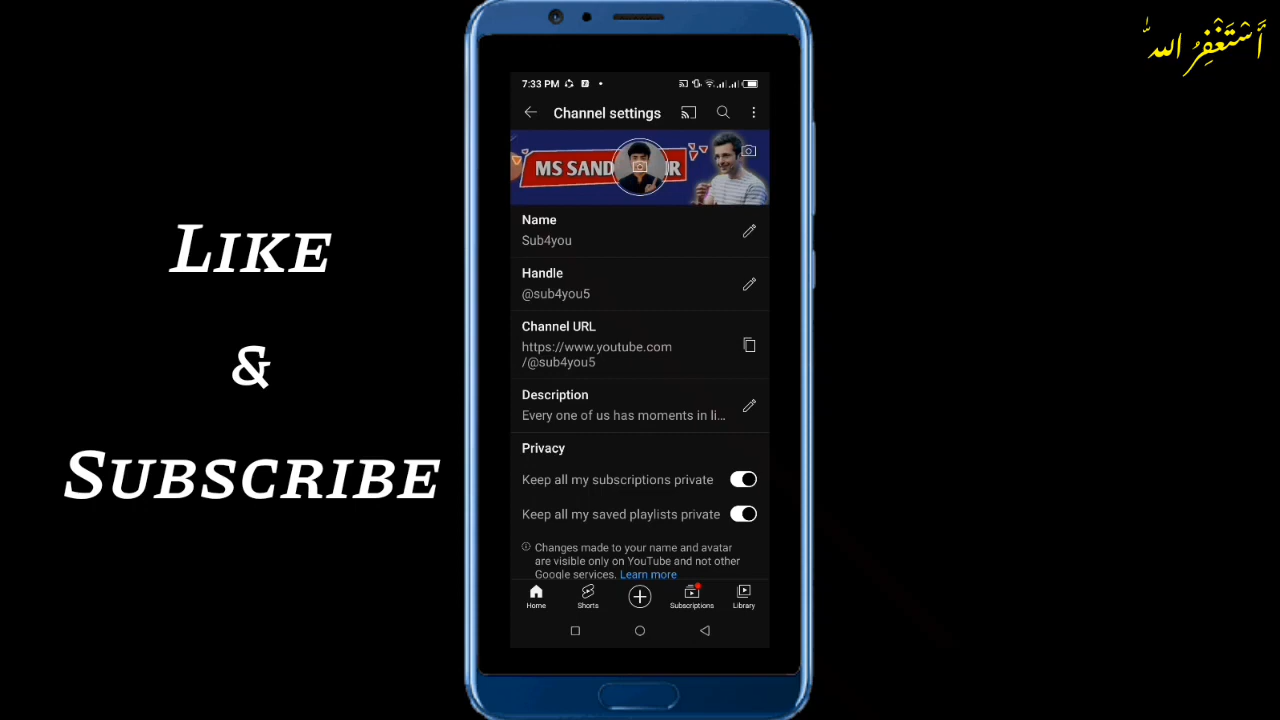 أَسْتَغْفِرُ اللهَ
LIKE
&
SUBSCRIBE
7:33 PM
Channel settings
MS SAND
R
Name
Sub4you
Handle
@sub4you5
Channel URL
https://www.youtube.com
/@sub4you5
Description
Every one of us has moments in li...
Privacy
Keep all my subscriptions private
Keep all my saved playlists private
Changes made to your name and avatar
are visible only on YouTube and not other
Google services. Learn more
Home Shorts Subscriptions Library